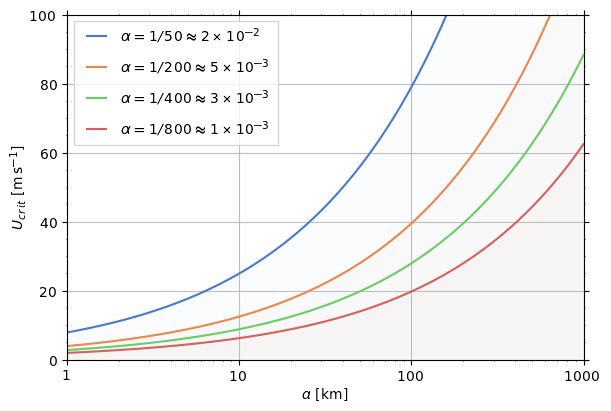 100
80
60
40
20
0
U_crit [m s⁻¹]
α = 1/50 ≈ 2 × 10⁻²
α = 1/200 ≈ 5 × 10⁻³
α = 1/400 ≈ 3 × 10⁻³
α = 1/800 ≈ 1 × 10⁻³
1 10 100 1000
α [km]